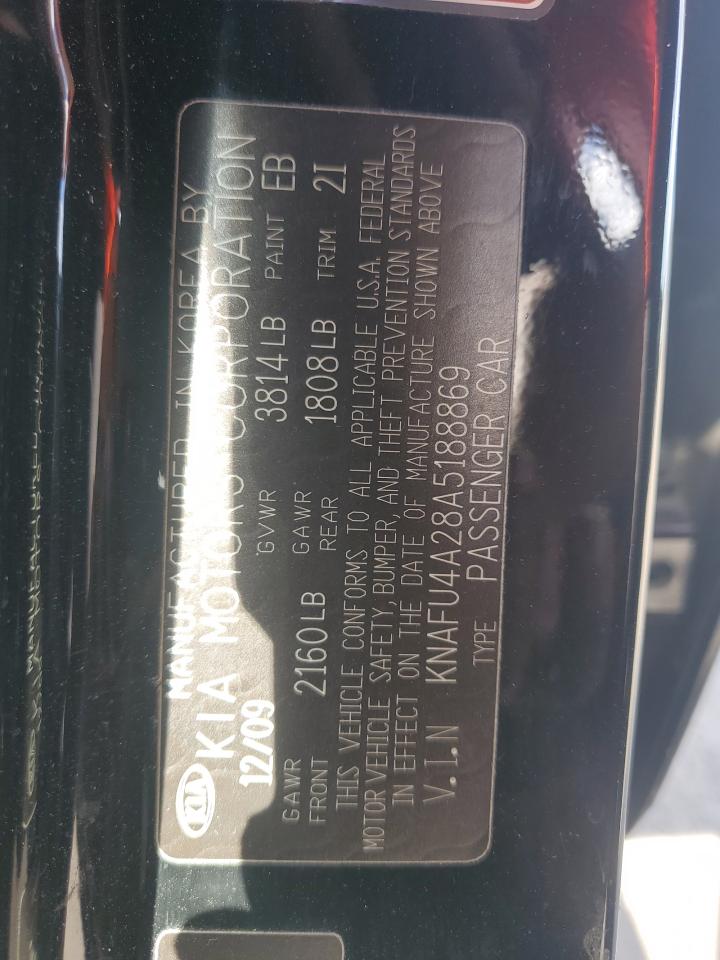 MANUFACTURED IN KOREA BY
KIA KIA MOTORS CORPORATION
12/09 GVWR 3814LB PAINT EB
GAWR FRONT 2160LB GAWR REAR 1808LB TRIM 2I
THIS VEHICLE CONFORMS TO ALL APPLICABLE U.S.A. FEDERAL
MOTOR VEHICLE SAFETY, BUMPER, AND THEFT PREVENTION STANDARDS
IN EFFECT ON THE DATE OF MANUFACTURE SHOWN ABOVE
V.I.N KNAFU4A28A5188869
TYPE PASSENGER CAR